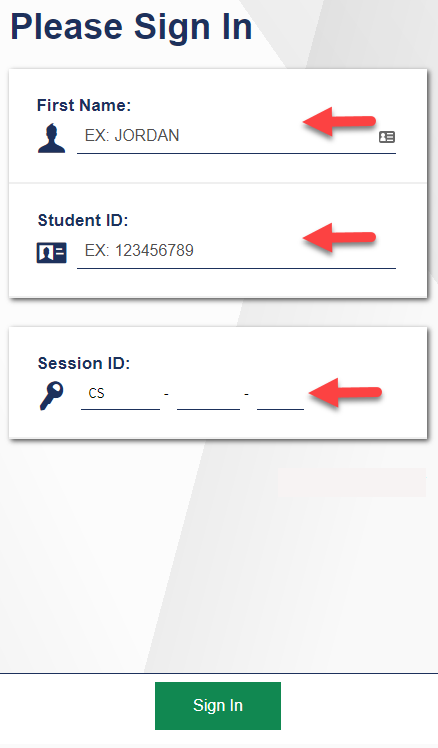 Please Sign In
First Name:
EX: JORDAN
Student ID:
EX: 123456789
Session ID:
CS - -
Sign In